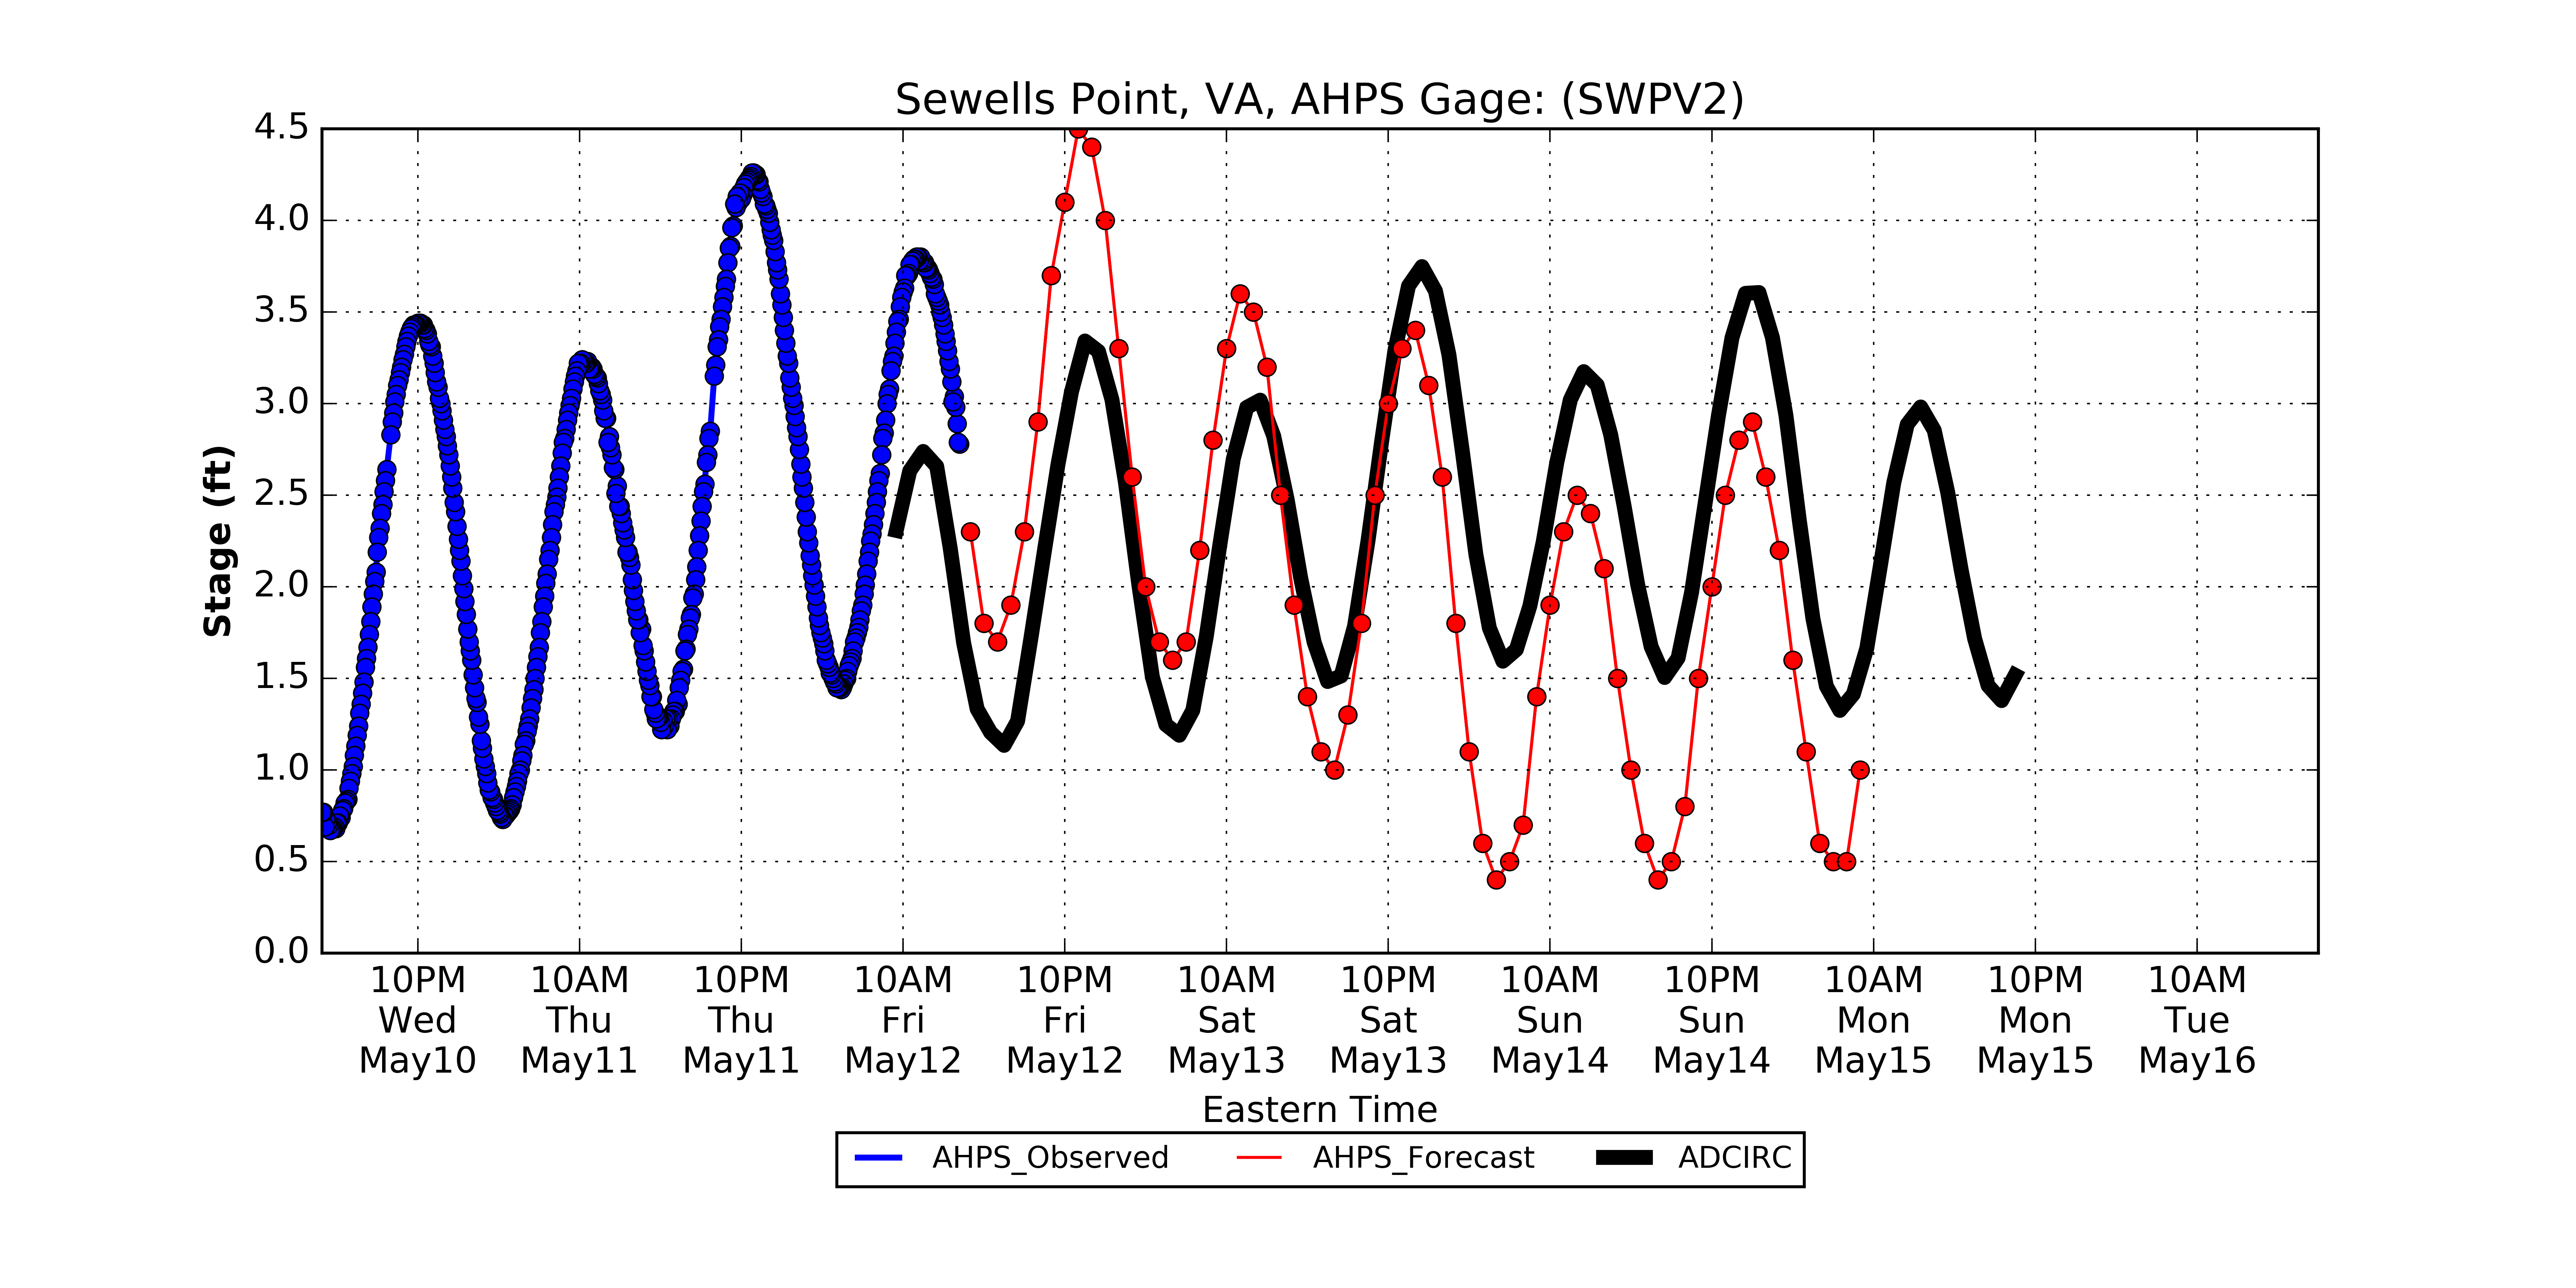 Sewells Point, VA, AHPS Gage: (SWPV2)
4.5
4.0
3.5
3.0
2.5
2.0
1.5
1.0
0.5
0.0
Stage (ft)
10PM 10AM 10PM 10AM 10PM 10AM 10PM 10AM 10PM 10AM 10PM 10AM
Wed Thu Thu Fri Fri Sat Sat Sun Sun Mon Mon Tue
May10 May11 May11 May12 May12 May13 May13 May14 May14 May15 May15 May16
Eastern Time
AHPS_Observed AHPS_Forecast ADCIRC